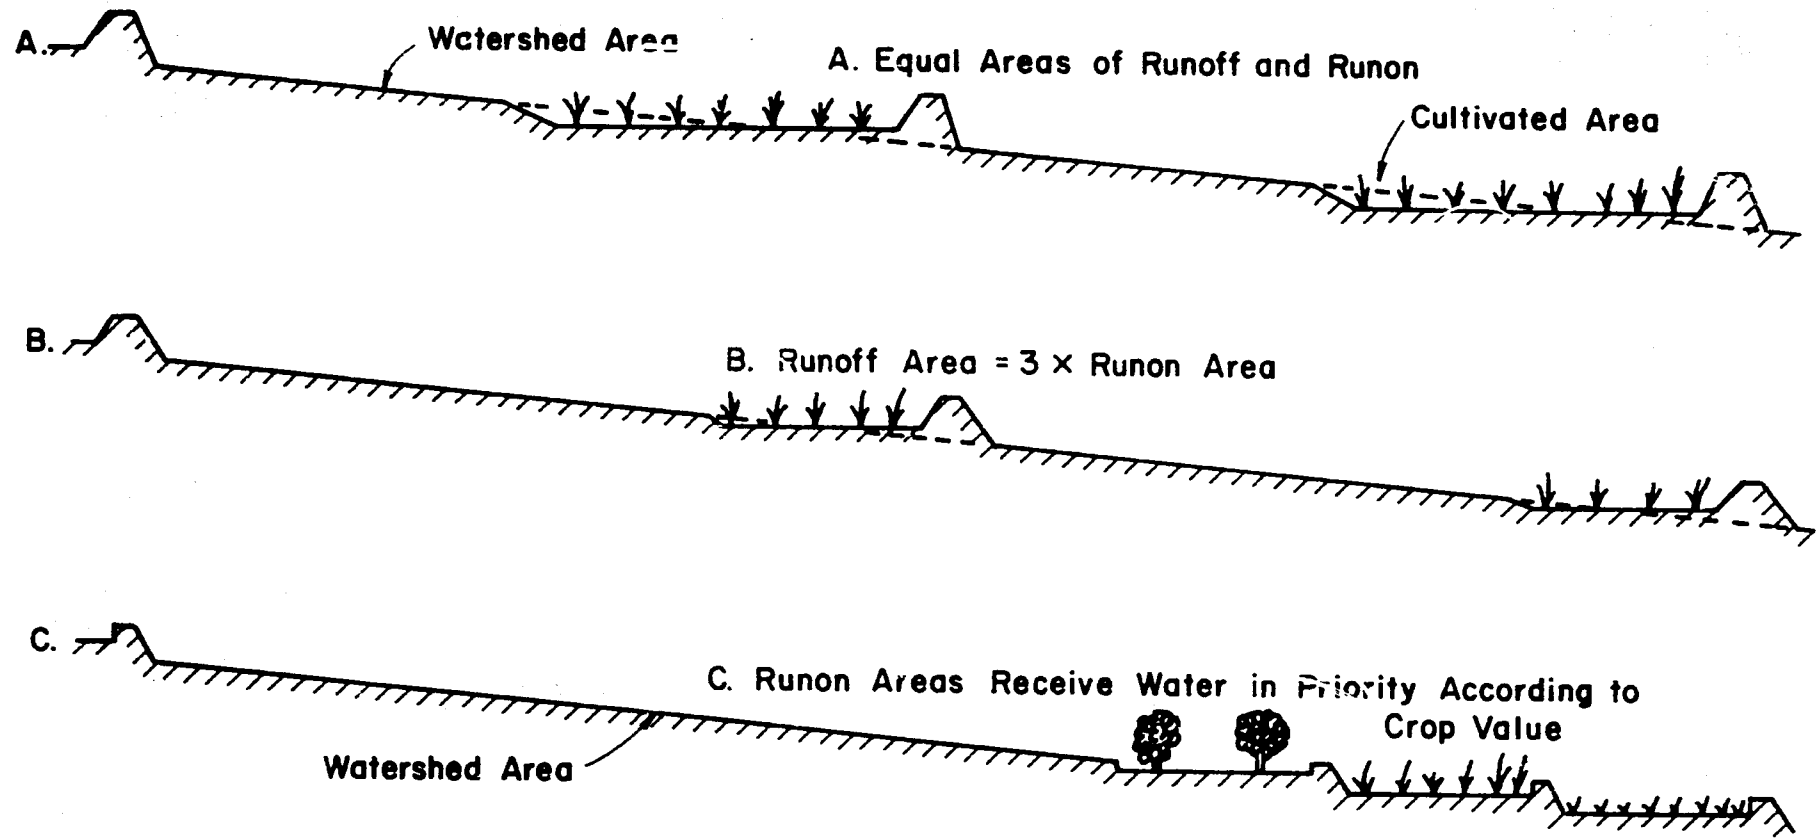 A.
Watershed Area
A. Equal Areas of Runoff and Runon
Cultivated Area
B.
B. Runoff Area = 3 × Runon Area
C.
C. Runon Areas Receive Water in Priority According to
Crop Value
Watershed Area